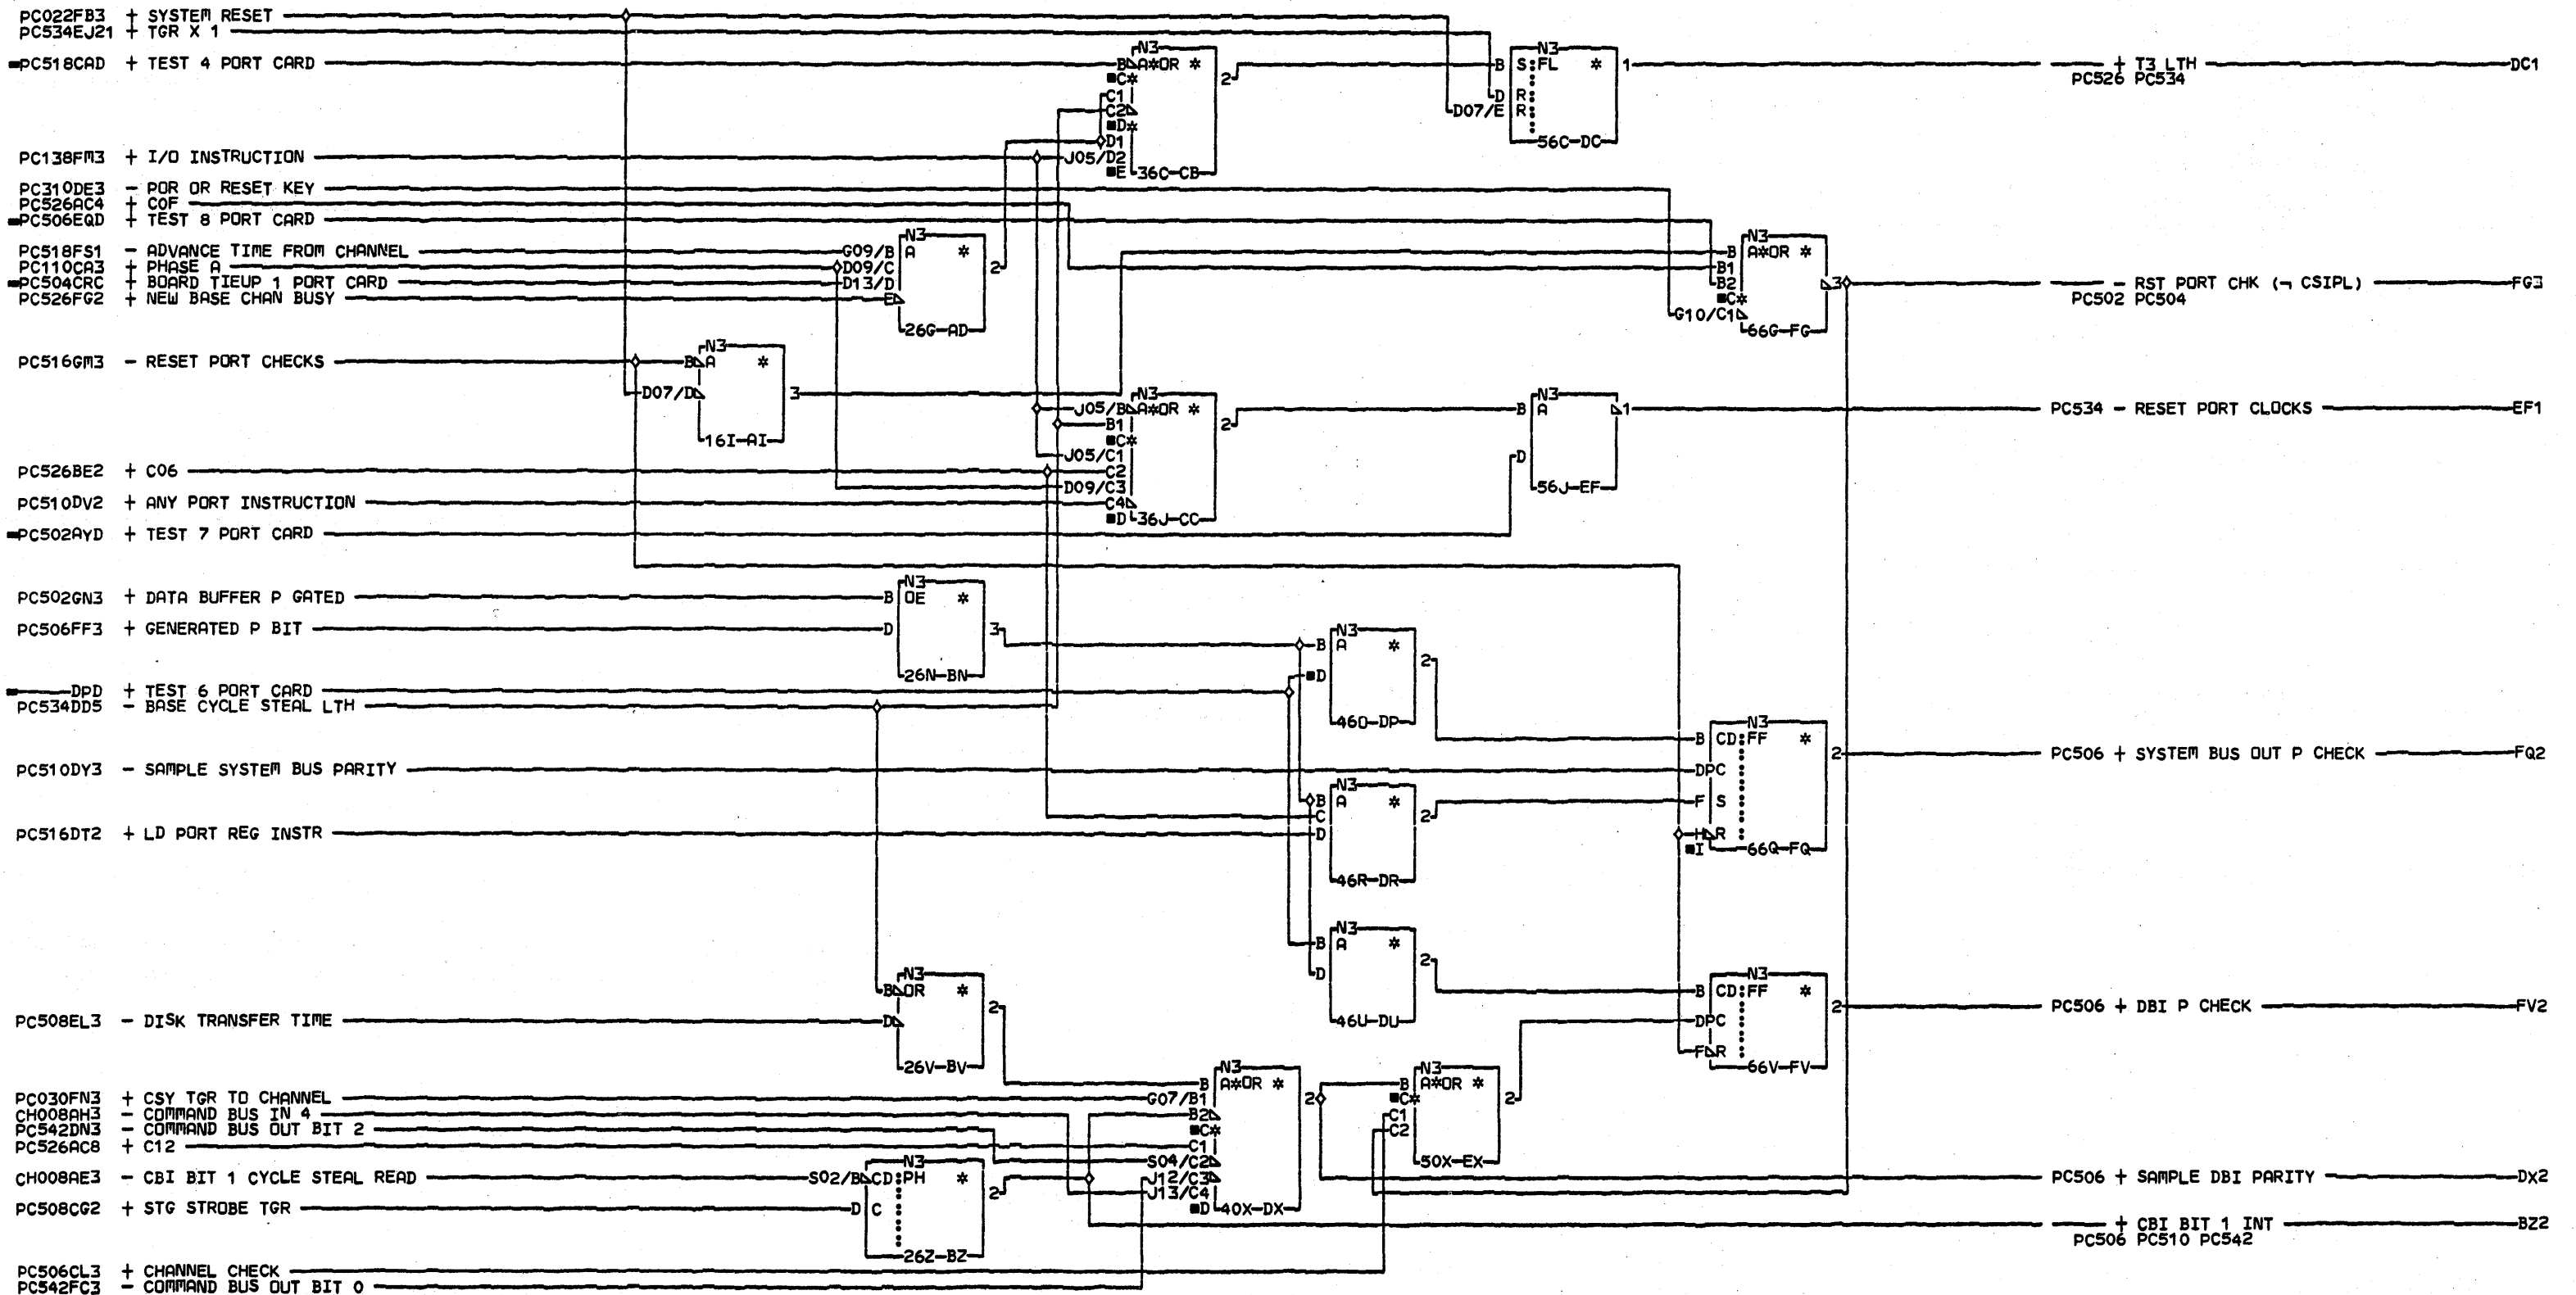 PC022FB3 + SYSTEM RESET
PC534EJ21 + TGR X 1
PC518CAD + TEST 4 PORT CARD
PC138FM3 + I/O INSTRUCTION
PC310DE3 - POR OR RESET KEY
PC526AC4 + C0F
PC506EQD + TEST 8 PORT CARD
PC518FS1 - ADVANCE TIME FROM CHANNEL
PC110CA3 + PHASE A
PC504CRC + BOARD TIEUP 1 PORT CARD
PC526FG2 + NEW BASE CHAN BUSY
PC516GM3 - RESET PORT CHECKS
PC526BE2 + C06
PC510DV2 + ANY PORT INSTRUCTION
PC502AYD + TEST 7 PORT CARD
PC502GN3 + DATA BUFFER P GATED
PC506FF3 + GENERATED P BIT
DPD + TEST 6 PORT CARD
PC534DD5 - BASE CYCLE STEAL LTH
PC510DY3 - SAMPLE SYSTEM BUS PARITY
PC516DT2 + LD PORT REG INSTR
PC508EL3 - DISK TRANSFER TIME
PC030FN3 + CSY TGR TO CHANNEL
CH008AH3 - COMMAND BUS IN 4
PC542DN3 - COMMAND BUS OUT BIT 2
PC526AC8 + C12
CH008AE3 - CBI BIT 1 CYCLE STEAL READ
PC508CG2 + STG STROBE TGR
PC506CL3 + CHANNEL CHECK
PC542FC3 - COMMAND BUS OUT BIT 0
N3
B A*OR *
C*
C1
C2
D*
D1
J05/D2
E 36C-CB
2
N3
B S FL * 1
D R
D07/E R
56C-DC
N3
G09/B A *
D09/C 2
D13/D
E
26G-AD
N3
B A*OR *
B1
B2 3
C*
G10/C1
66G-FG
N3
B A *
D07/D 3
16I-AI
N3
J05/B A*OR *
B1 2
C*
J05/C1
C2
D09/C3
C4
D 36J-CC
N3
B A 1
D
56J-EF
N3
B OE *
D 3
26N-BN
N3
B A *
2
D
46O-DP
N3
B CD FF *
2
DPC
F S
H R
I 66Q-FQ
N3
B A *
C 2
D
46R-DR
N3
B A *
2
D
46U-DU
N3
B OR *
2
D
26V-BV
N3
B CD FF *
2
DPC
F R
66V-FV
N3
B A*OR *
G07/B1 2
B2
C*
C1
S04/C2
J12/C3
J13/C4
D 40X-DX
N3
B A*OR *
C* 2
C1
C2
50X-EX
N3
S02/B CD PH *
2
D C
26Z-BZ
+ T3 LTH DC1
PC526 PC534
- RST PORT CHK (¬ CSIPL) FG3
PC502 PC504
PC534 - RESET PORT CLOCKS EF1
PC506 + SYSTEM BUS OUT P CHECK FQ2
PC506 + DBI P CHECK FV2
PC506 + SAMPLE DBI PARITY DX2
+ CBI BIT 1 INT BZ2
PC506 PC510 PC542